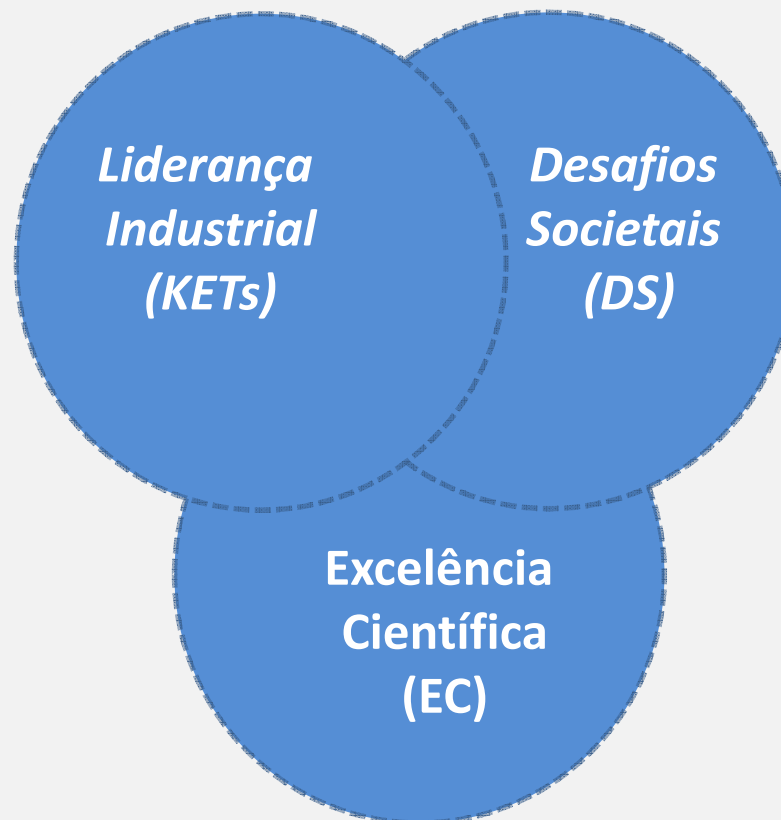 Liderança
Industrial
(KETs)
Desafios
Societais
(DS)
Excelência
Científica
(EC)